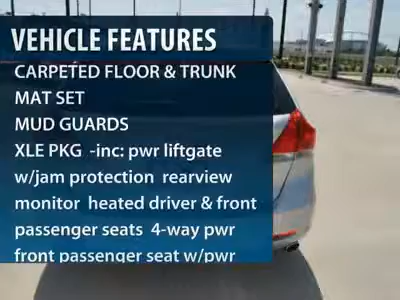 VEHICLE FEATURES
CARPETED FLOOR & TRUNK
MAT SET
MUD GUARDS
XLE PKG -inc: pwr liftgate
w/jam protection rearview
monitor heated driver & front
passenger seats 4-way pwr
front passenger seat w/pwr